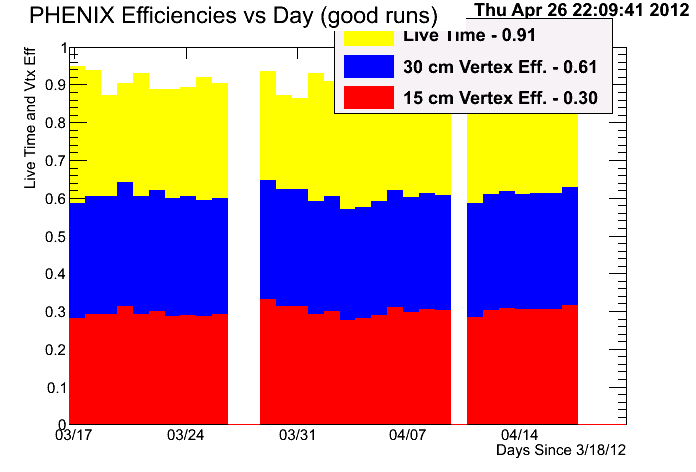 PHENIX Efficiencies vs Day (good runs)
Thu Apr 26 22:09:41 2012
Live Time - 0.91
30 cm Vertex Eff. - 0.61
15 cm Vertex Eff. - 0.30
Live Time and Vtx Eff
1
0.9
0.8
0.7
0.6
0.5
0.4
0.3
0.2
0.1
0
03/17 03/24 03/31 04/07 04/14
Days Since 3/18/12